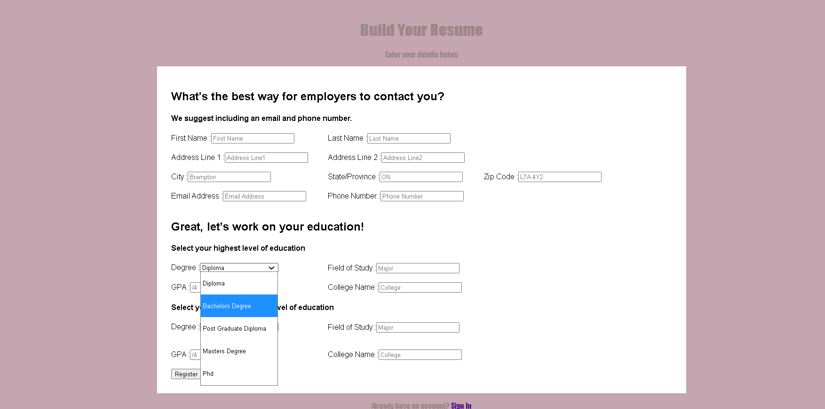 Build Your Resume
Enter your details below
What's the best way for employers to contact you?
We suggest including an email and phone number.
First Name : First Name Last Name : Last Name
Address Line 1 : Address Line1 Address Line 2 : Address Line2
City : Brampton State/Province : ON Zip Code : L7A 4Y2
Email Address : Email Address Phone Number : Phone Number
Great, let's work on your education!
Select your highest level of education
Degree : Diploma Field of Study : Major
Diploma
GPA : /4 College Name : College
Bachelors Degree
Select vel of education
Degree : Post Graduate Diploma Field of Study : Major
Masters Degree
GPA : /4 College Name : College
Register Phd
Already have an account? Sign In